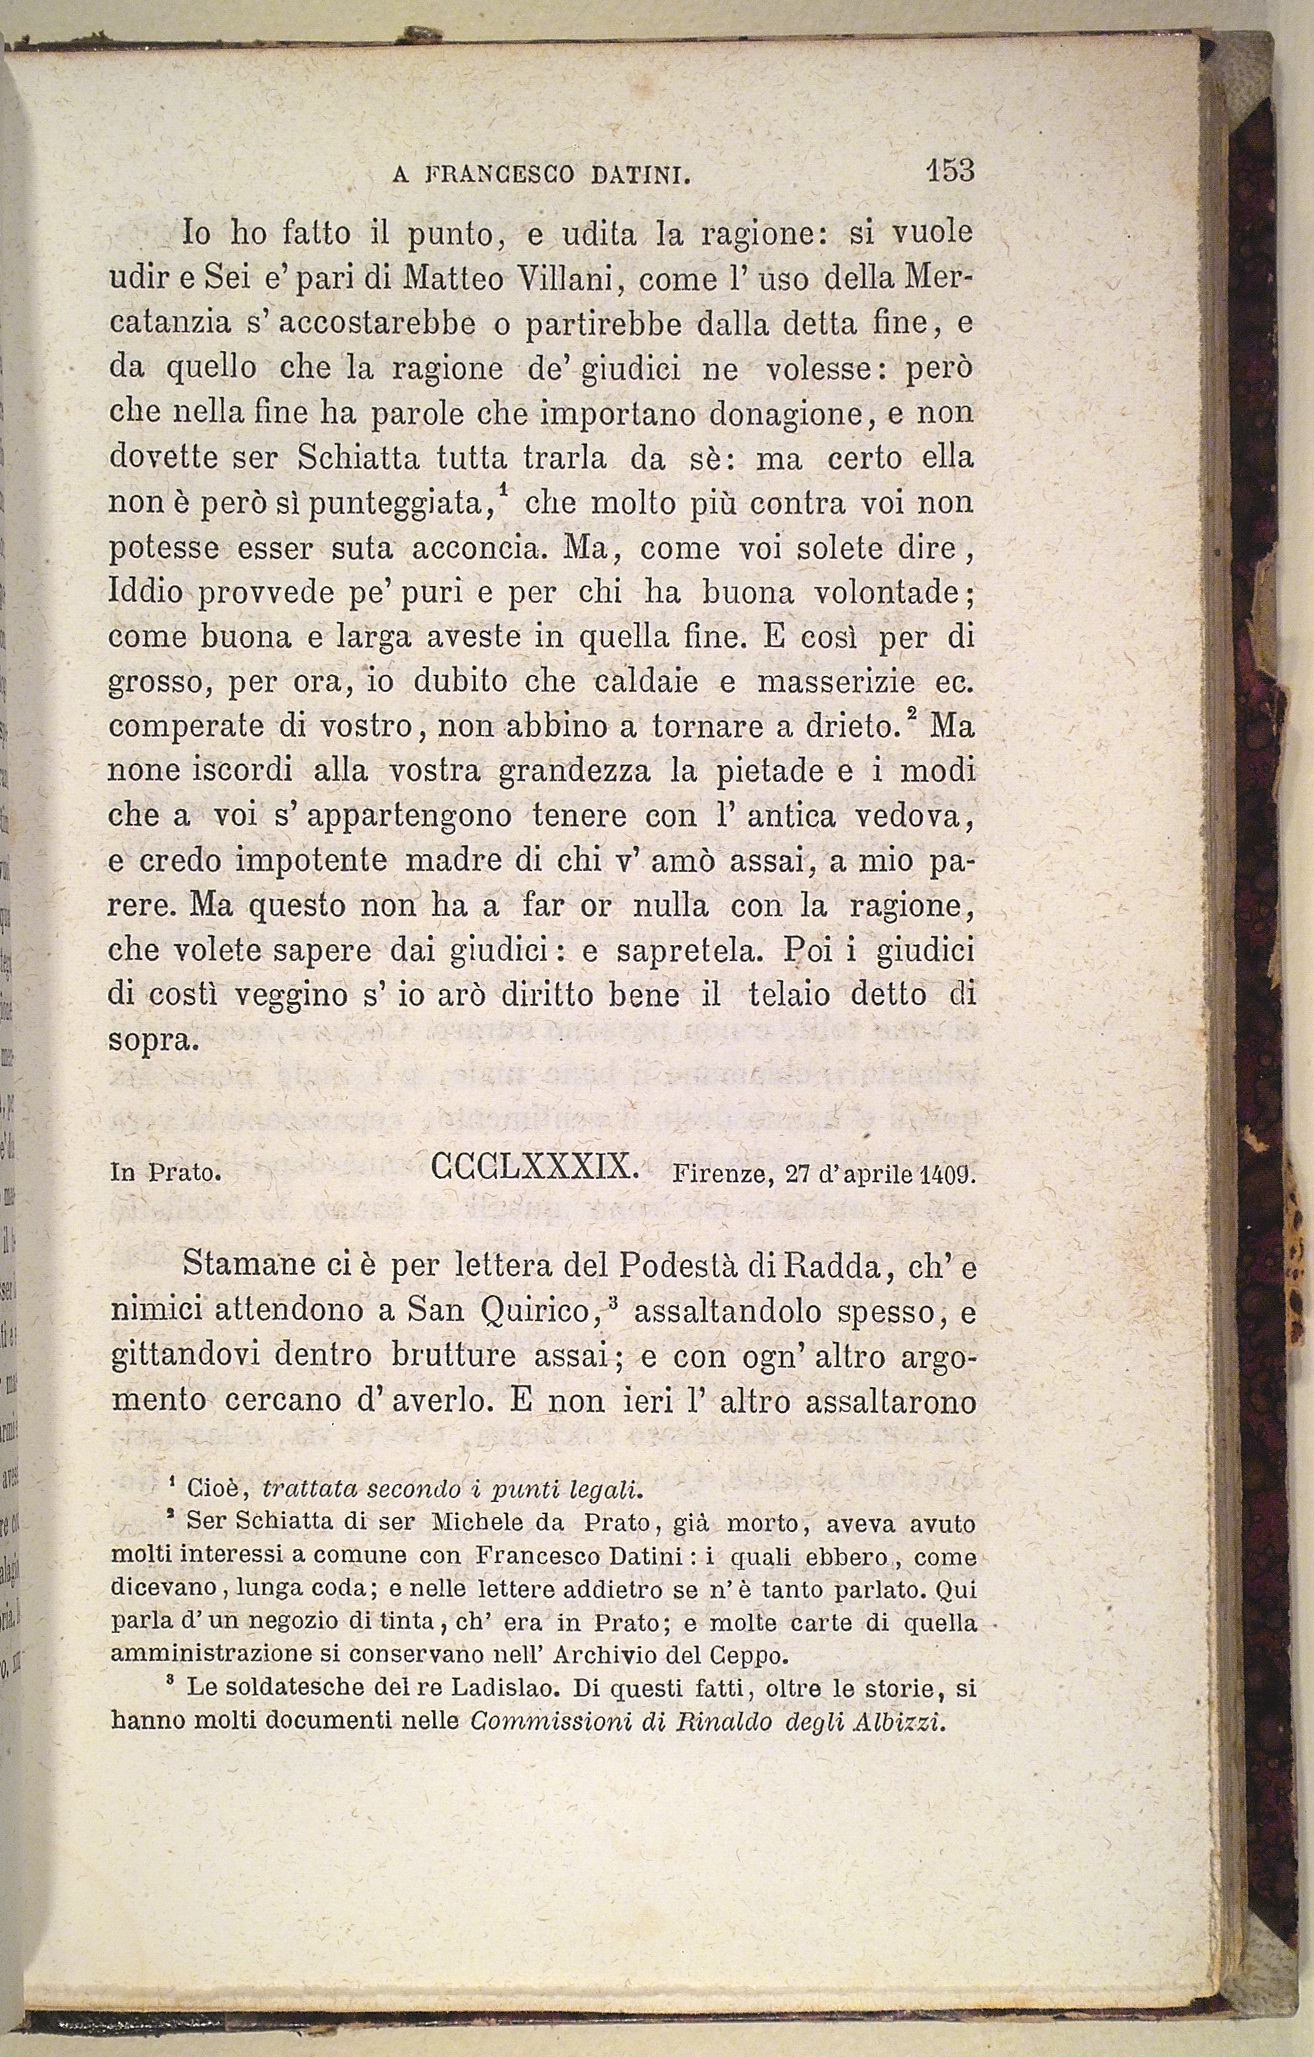 A FRANCESCO DATINI. 153
Io ho fatto il punto, e udita la ragione: si vuole
udir e Sei e' pari di Matteo Villani, come l' uso della Mer-
catanzia s' accostarebbe o partirebbe dalla detta fine, e
da quello che la ragione de' giudici ne volesse: però
che nella fine ha parole che importano donagione, e non
dovette ser Schiatta tutta trarla da sè: ma certo ella
non è però sì punteggiata,¹ che molto più contra voi non
potesse esser suta acconcia. Ma, come voi solete dire,
Iddio provvede pe' puri e per chi ha buona volontade;
come buona e larga aveste in quella fine. E così per di
grosso, per ora, io dubito che caldaie e masserizie ec.
comperate di vostro, non abbino a tornare a drieto.² Ma
none iscordi alla vostra grandezza la pietade e i modi
che a voi s' appartengono tenere con l' antica vedova,
e credo impotente madre di chi v' amò assai, a mio pa-
rere. Ma questo non ha a far or nulla con la ragione,
che volete sapere dai giudici: e sapretela. Poi i giudici
di costì veggino s' io arò diritto bene il telaio detto di
sopra.
In Prato. CCCLXXXIX. Firenze, 27 d' aprile 1409.
Stamane ci è per lettera del Podestà di Radda, ch' e
nimici attendono a San Quirico,³ assaltandolo spesso, e
gittandovi dentro brutture assai; e con ogn' altro argo-
mento cercano d' averlo. E non ieri l' altro assaltarono
¹ Cioè, trattata secondo i punti legali.
² Ser Schiatta di ser Michele da Prato, già morto, aveva avuto
molti interessi a comune con Francesco Datini: i quali ebbero, come
dicevano, lunga coda; e nelle lettere addietro se n' è tanto parlato. Qui
parla d' un negozio di tinta, ch' era in Prato; e molte carte di quella
amministrazione si conservano nell' Archivio del Ceppo.
³ Le soldatesche del re Ladislao. Di questi fatti, oltre le storie, si
hanno molti documenti nelle Commissioni di Rinaldo degli Albizzi.